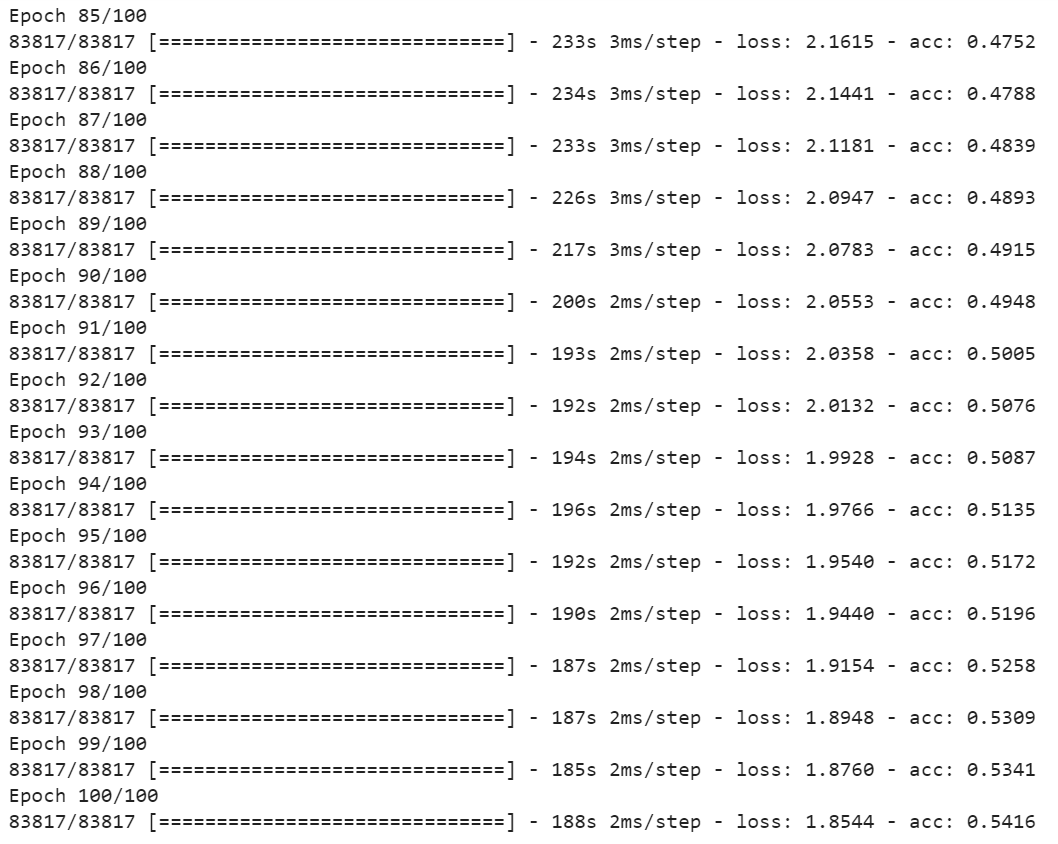 Epoch 85/100
83817/83817 [==============================] - 233s 3ms/step - loss: 2.1615 - acc: 0.4752
Epoch 86/100
83817/83817 [==============================] - 234s 3ms/step - loss: 2.1441 - acc: 0.4788
Epoch 87/100
83817/83817 [==============================] - 233s 3ms/step - loss: 2.1181 - acc: 0.4839
Epoch 88/100
83817/83817 [==============================] - 226s 3ms/step - loss: 2.0947 - acc: 0.4893
Epoch 89/100
83817/83817 [==============================] - 217s 3ms/step - loss: 2.0783 - acc: 0.4915
Epoch 90/100
83817/83817 [==============================] - 200s 2ms/step - loss: 2.0553 - acc: 0.4948
Epoch 91/100
83817/83817 [==============================] - 193s 2ms/step - loss: 2.0358 - acc: 0.5005
Epoch 92/100
83817/83817 [==============================] - 192s 2ms/step - loss: 2.0132 - acc: 0.5076
Epoch 93/100
83817/83817 [==============================] - 194s 2ms/step - loss: 1.9928 - acc: 0.5087
Epoch 94/100
83817/83817 [==============================] - 196s 2ms/step - loss: 1.9766 - acc: 0.5135
Epoch 95/100
83817/83817 [==============================] - 192s 2ms/step - loss: 1.9540 - acc: 0.5172
Epoch 96/100
83817/83817 [==============================] - 190s 2ms/step - loss: 1.9440 - acc: 0.5196
Epoch 97/100
83817/83817 [==============================] - 187s 2ms/step - loss: 1.9154 - acc: 0.5258
Epoch 98/100
83817/83817 [==============================] - 187s 2ms/step - loss: 1.8948 - acc: 0.5309
Epoch 99/100
83817/83817 [==============================] - 185s 2ms/step - loss: 1.8760 - acc: 0.5341
Epoch 100/100
83817/83817 [==============================] - 188s 2ms/step - loss: 1.8544 - acc: 0.5416